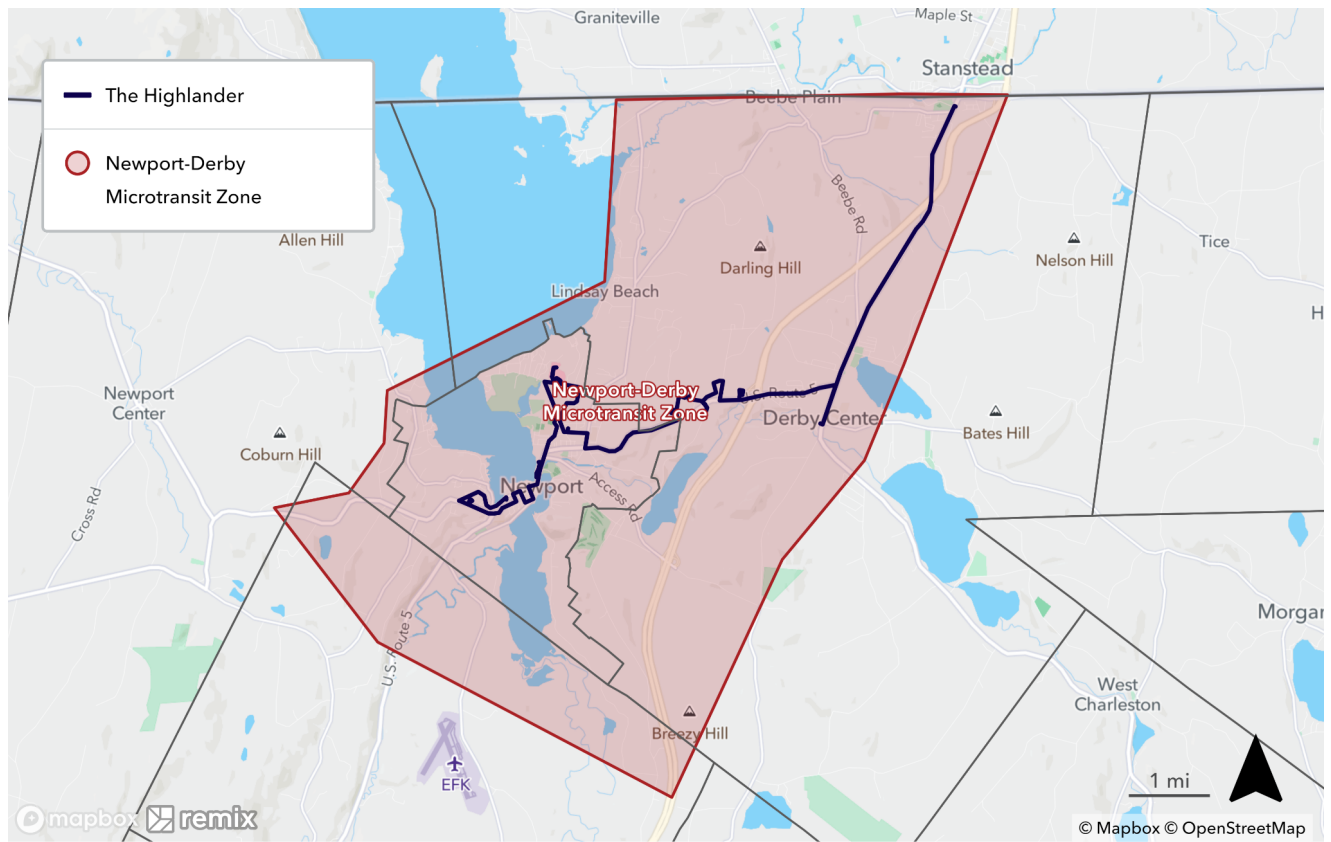 Graniteville
Maple St
Stanstead
Beebe Plain
The Highlander
Newport-Derby
Microtransit Zone
Allen Hill
Beebe Rd
Darling Hill
Nelson Hill
Tice
Lindsay Beach
H
Newport
Center
Newport-Derby
Microtransit Zone
U.S. Route 5
Derby Center
Bates Hill
Coburn Hill
Cross Rd
Newport
Access Rd
U.S. Route 5
Morgan
West
Charleston
Breezy Hill
EFK
1 mi
mapbox remix
© Mapbox © OpenStreetMap